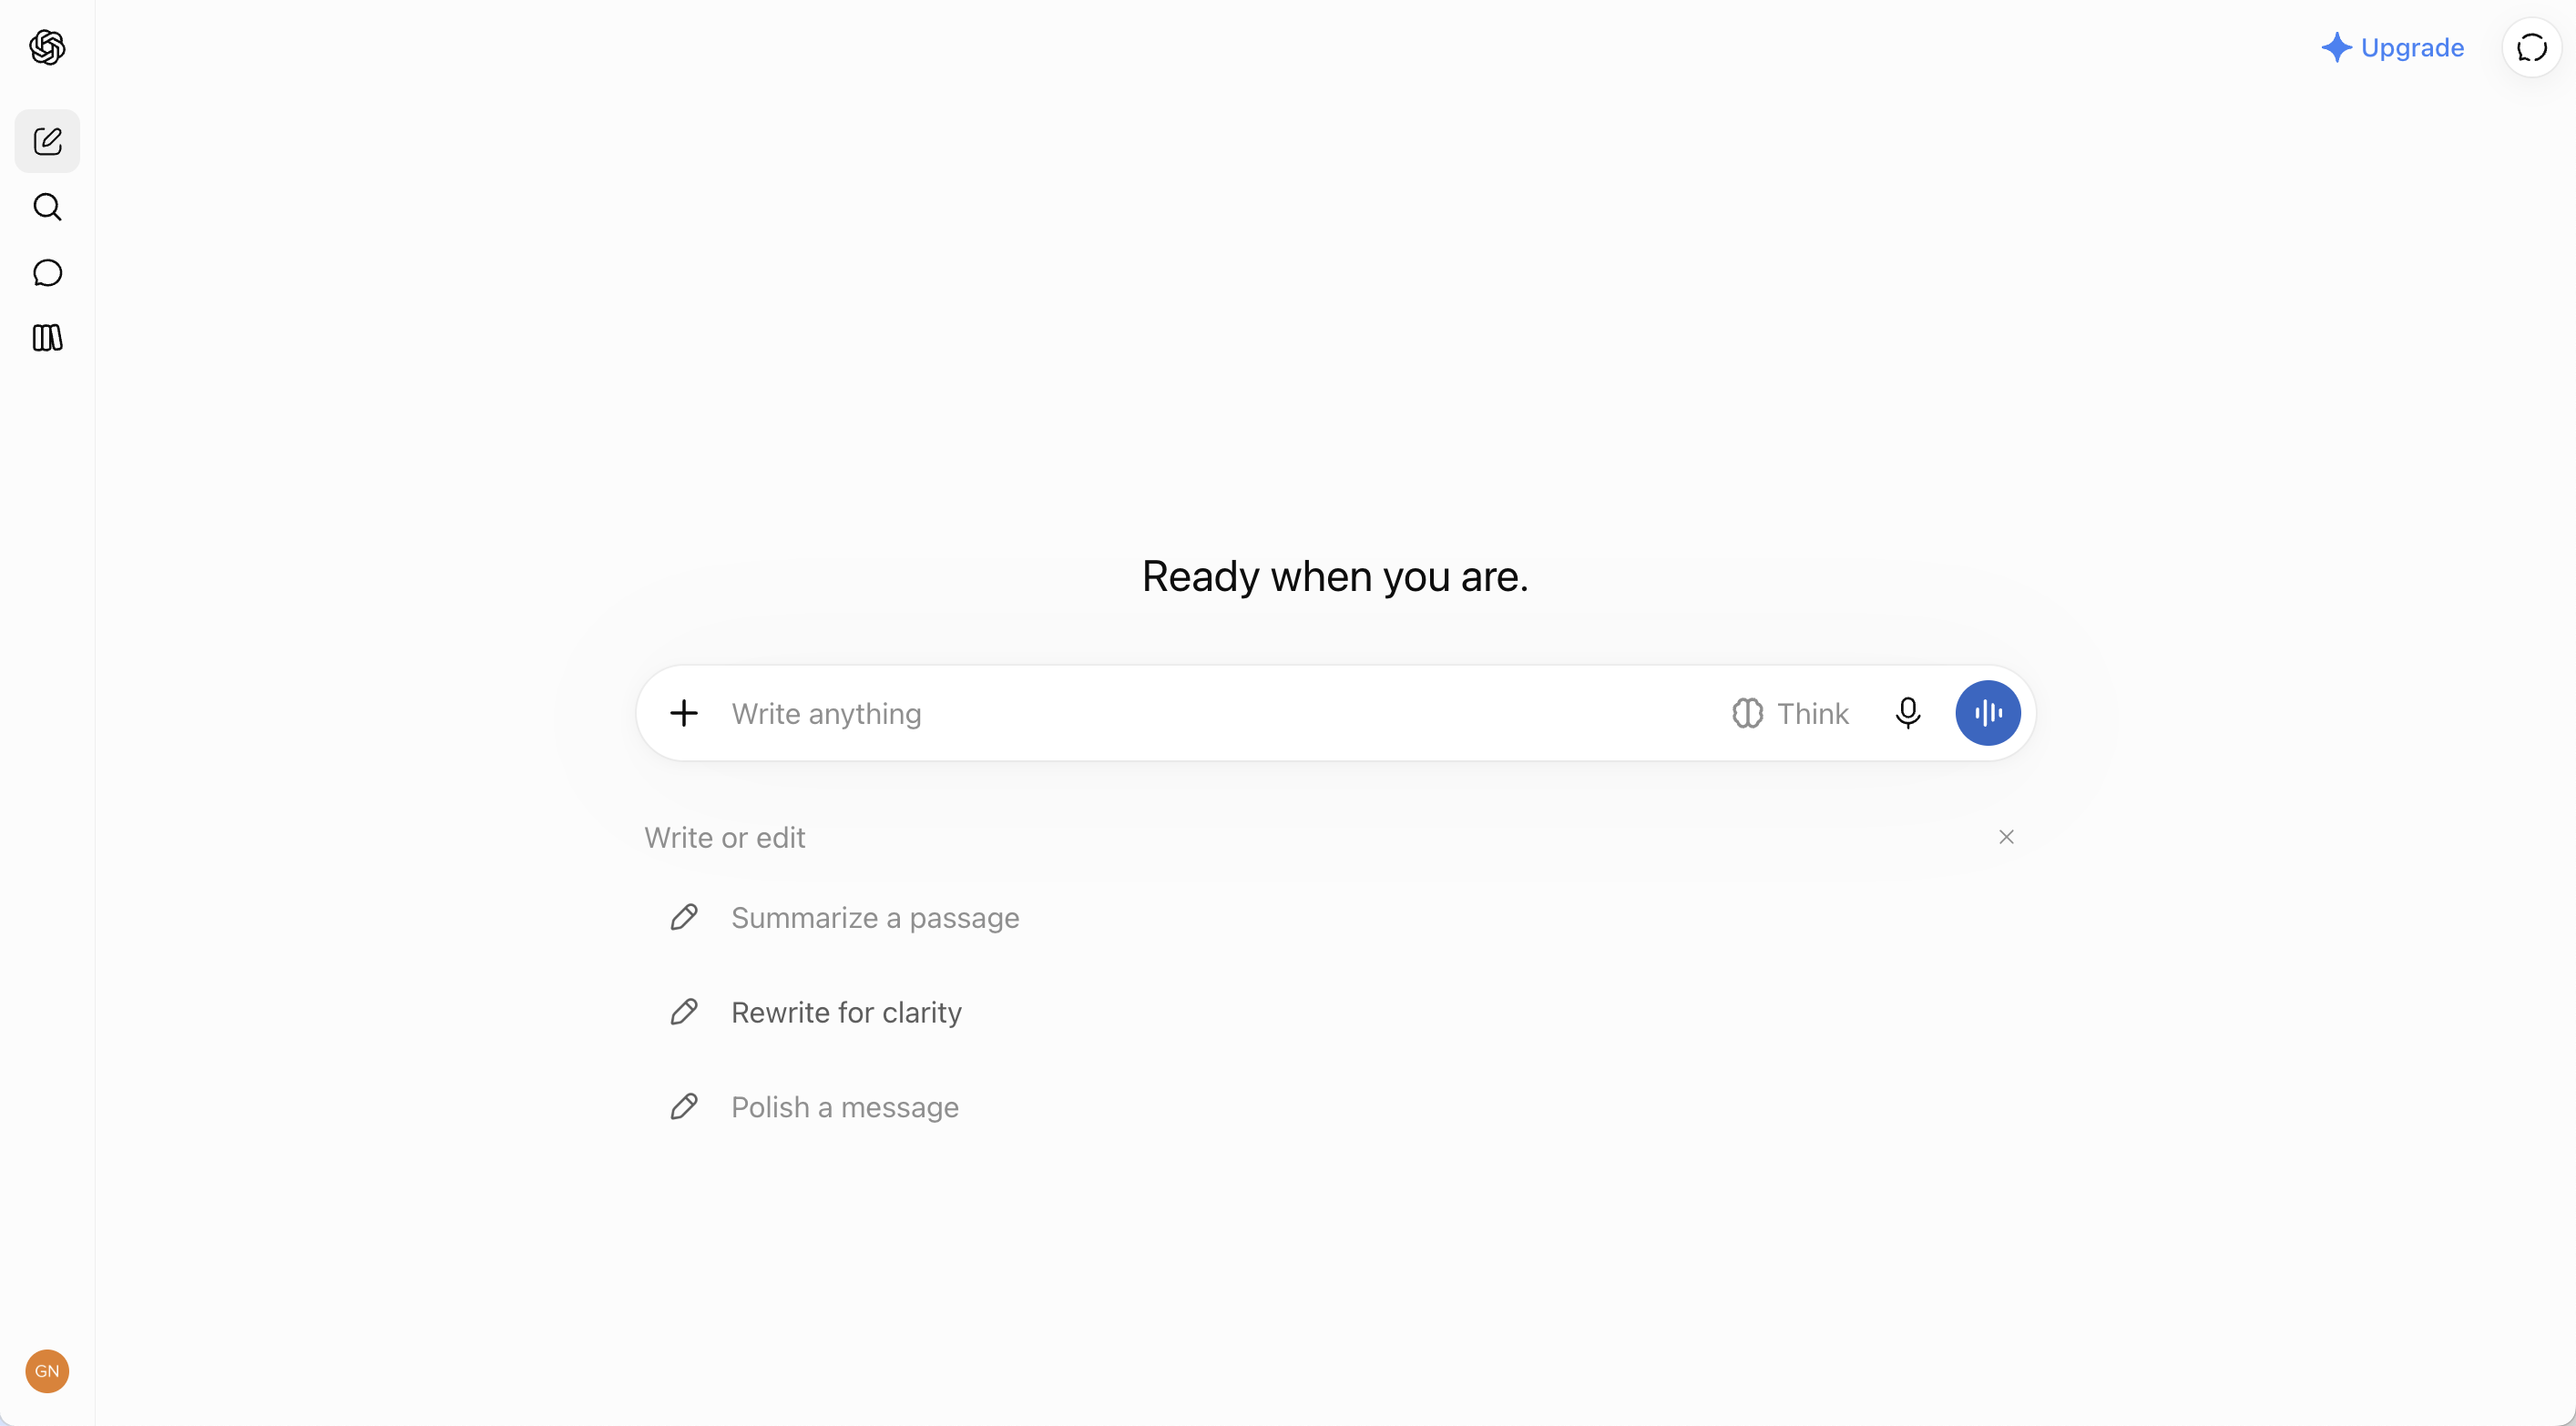 Upgrade
Ready when you are.
Write anything
Think
Write or edit
Summarize a passage
Rewrite for clarity
Polish a message
GN